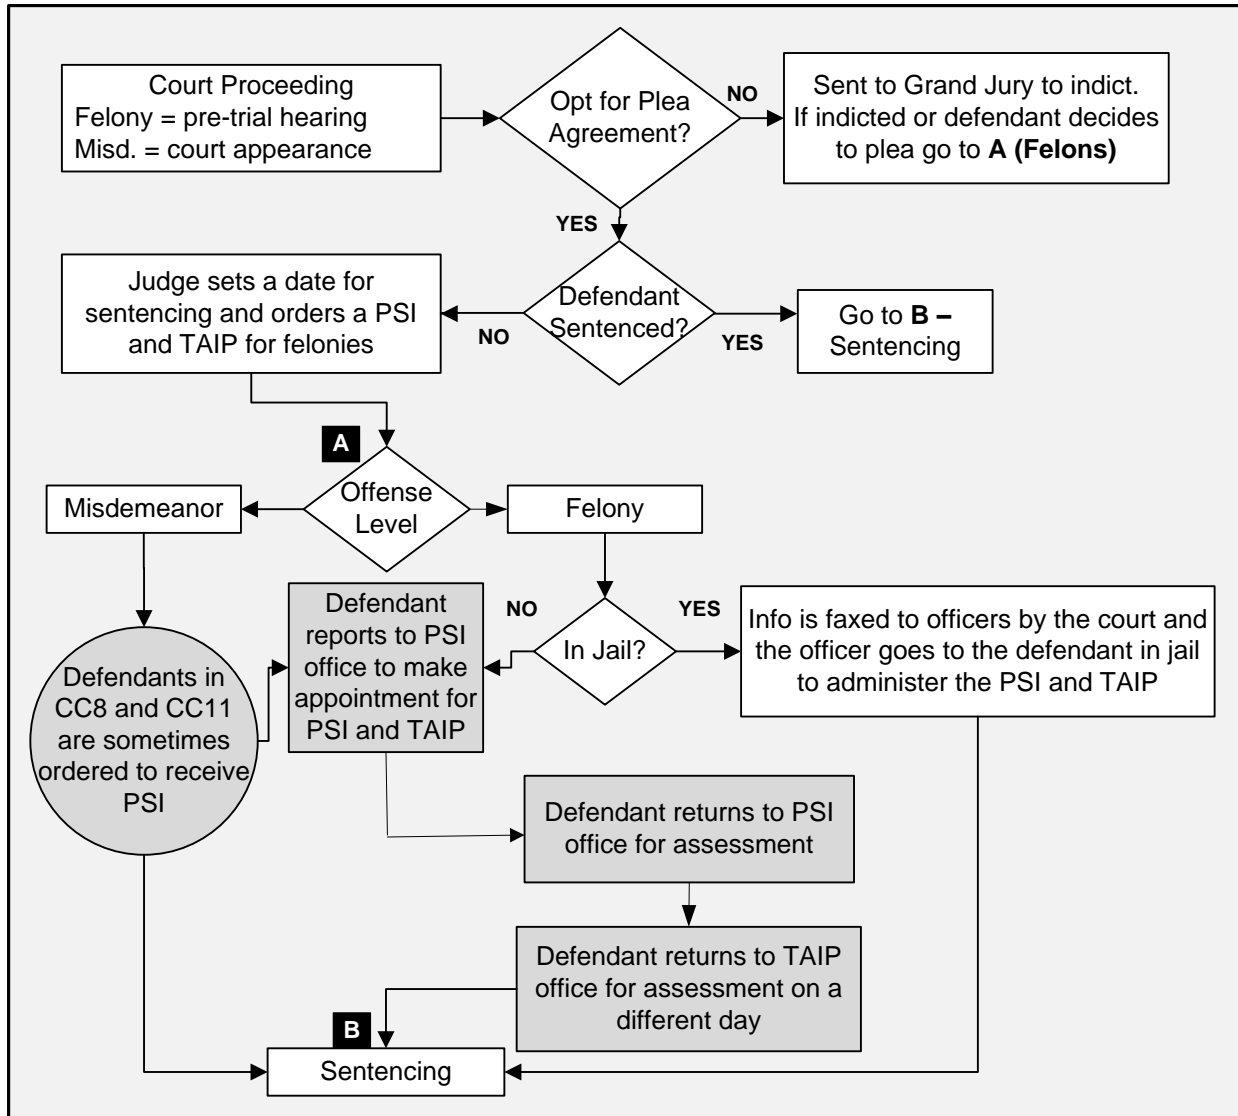 Court Proceeding
Felony = pre-trial hearing
Misd. = court appearance
Opt for Plea
Agreement?
NO
Sent to Grand Jury to indict.
If indicted or defendant decides
to plea go to A (Felons)
YES
Judge sets a date for
sentencing and orders a PSI
and TAIP for felonies
NO
Defendant
Sentenced?
YES
Go to B –
Sentencing
A
Misdemeanor
Offense
Level
Felony
Defendants in
CC8 and CC11
are sometimes
ordered to receive
PSI
Defendant
reports to PSI
office to make
appointment for
PSI and TAIP
NO
In Jail?
YES
Info is faxed to officers by the court and
the officer goes to the defendant in jail
to administer the PSI and TAIP
Defendant returns to PSI
office for assessment
Defendant returns to TAIP
office for assessment on a
different day
B
Sentencing